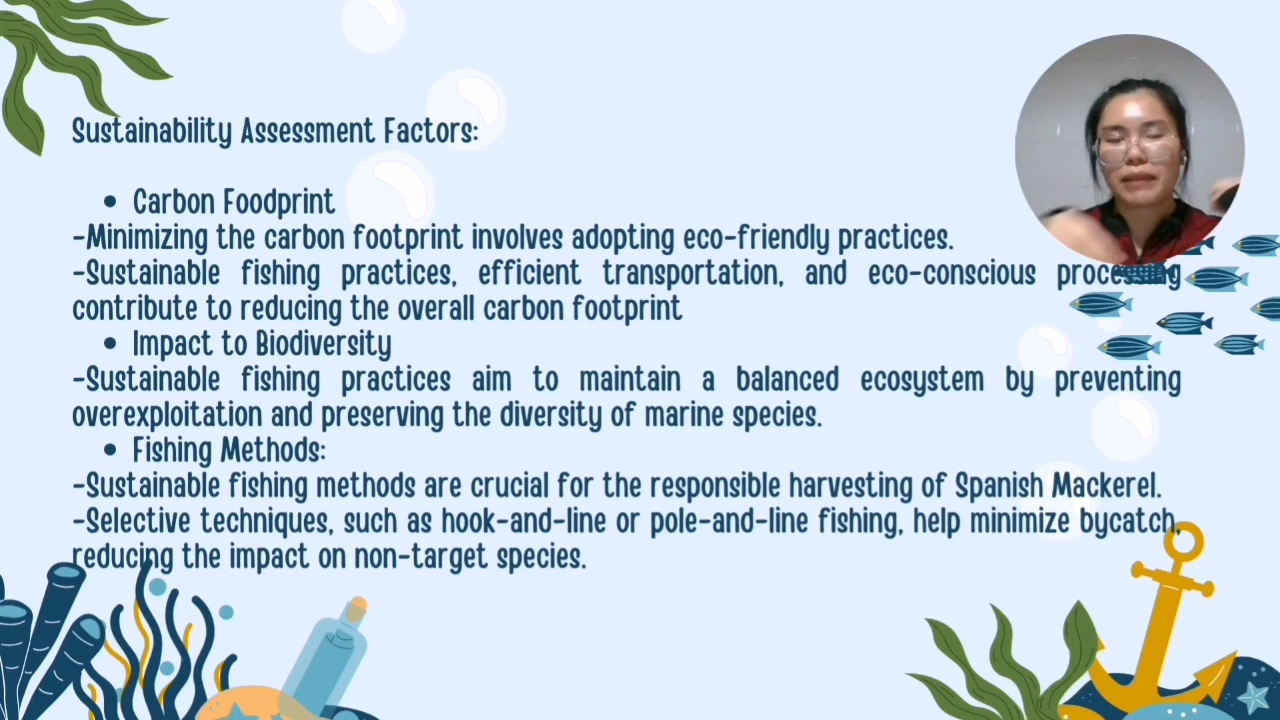 Sustainability Assessment Factors:
• Carbon Foodprint
-Minimizing the carbon footprint involves adopting eco-friendly practices.
-Sustainable fishing practices, efficient transportation, and eco-conscious processing
contribute to reducing the overall carbon footprint
• Impact to Biodiversity
-Sustainable fishing practices aim to maintain a balanced ecosystem by preventing
overexploitation and preserving the diversity of marine species.
• Fishing Methods:
-Sustainable fishing methods are crucial for the responsible harvesting of Spanish Mackerel.
-Selective techniques, such as hook-and-line or pole-and-line fishing, help minimize bycatch,
reducing the impact on non-target species.